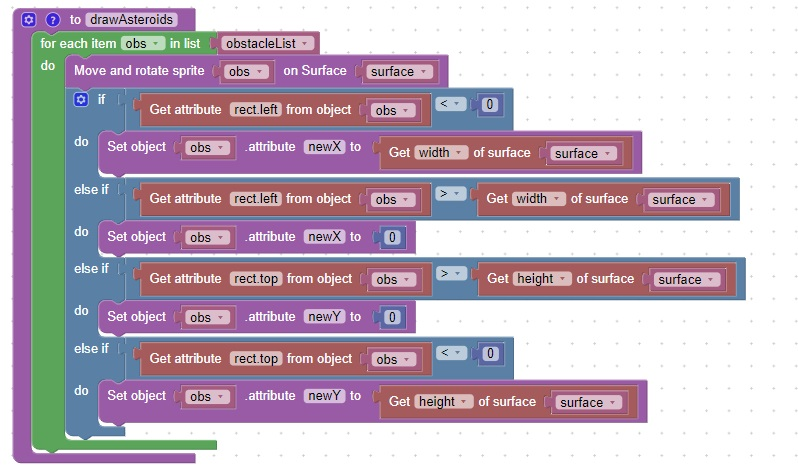 to drawAsteroids
for each item obs in list obstacleList
do Move and rotate sprite obs on Surface surface
if Get attribute rect.left from object obs < 0
do Set object obs .attribute newX to Get width of surface surface
else if Get attribute rect.left from object obs > Get width of surface surface
do Set object obs .attribute newX to 0
else if Get attribute rect.top from object obs > Get height of surface surface
do Set object obs .attribute newY to 0
else if Get attribute rect.top from object obs < 0
do Set object obs .attribute newY to Get height of surface surface